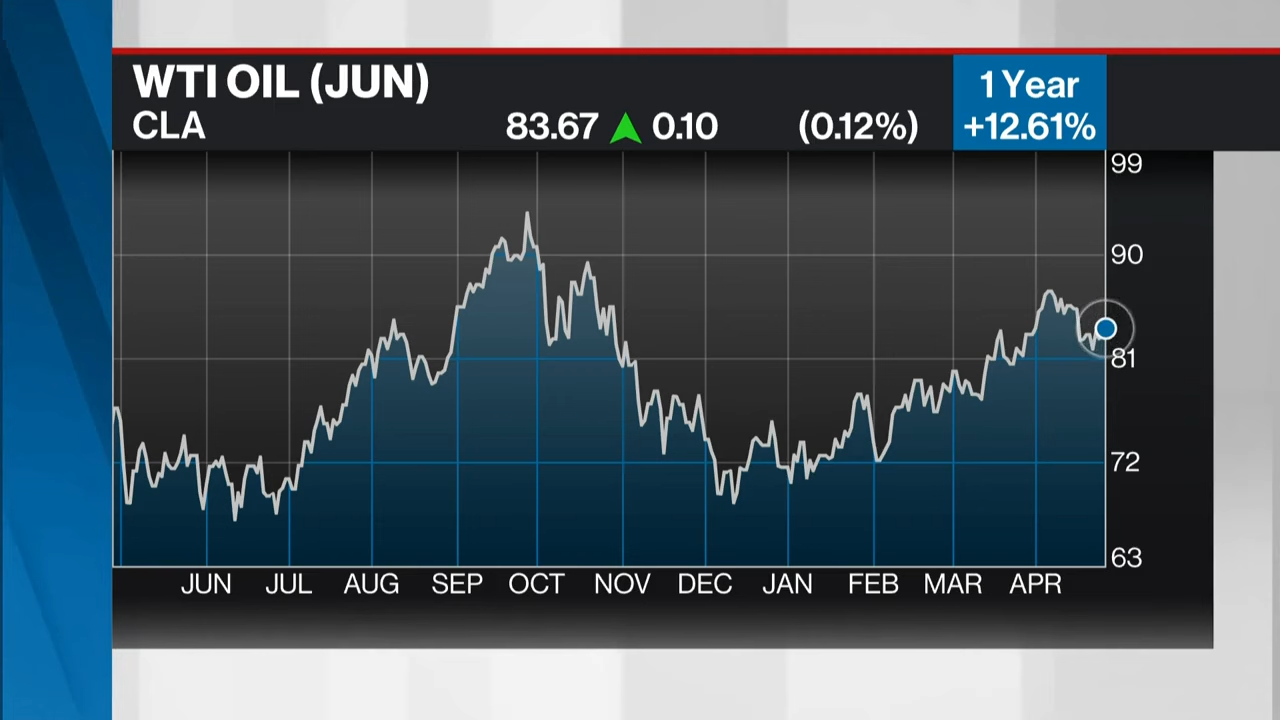 WTI OIL (JUN)
1 Year
CLA 83.67 0.10 (0.12%) +12.61%
99
90
81
72
63
JUN JUL AUG SEP OCT NOV DEC JAN FEB MAR APR